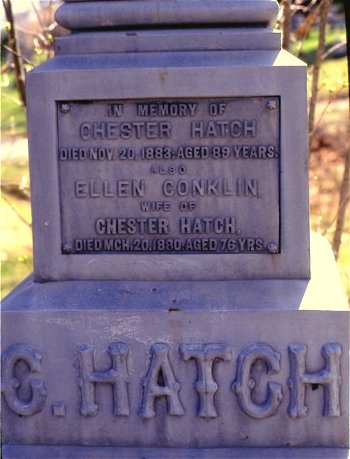 IN MEMORY OF
CHESTER HATCH
DIED NOV. 20, 1883, AGED 89 YEARS.
ALSO
ELLEN CONKLIN,
WIFE OF
CHESTER HATCH,
DIED MCH. 20, 1880. AGED 76 YRS.
C. HATCH